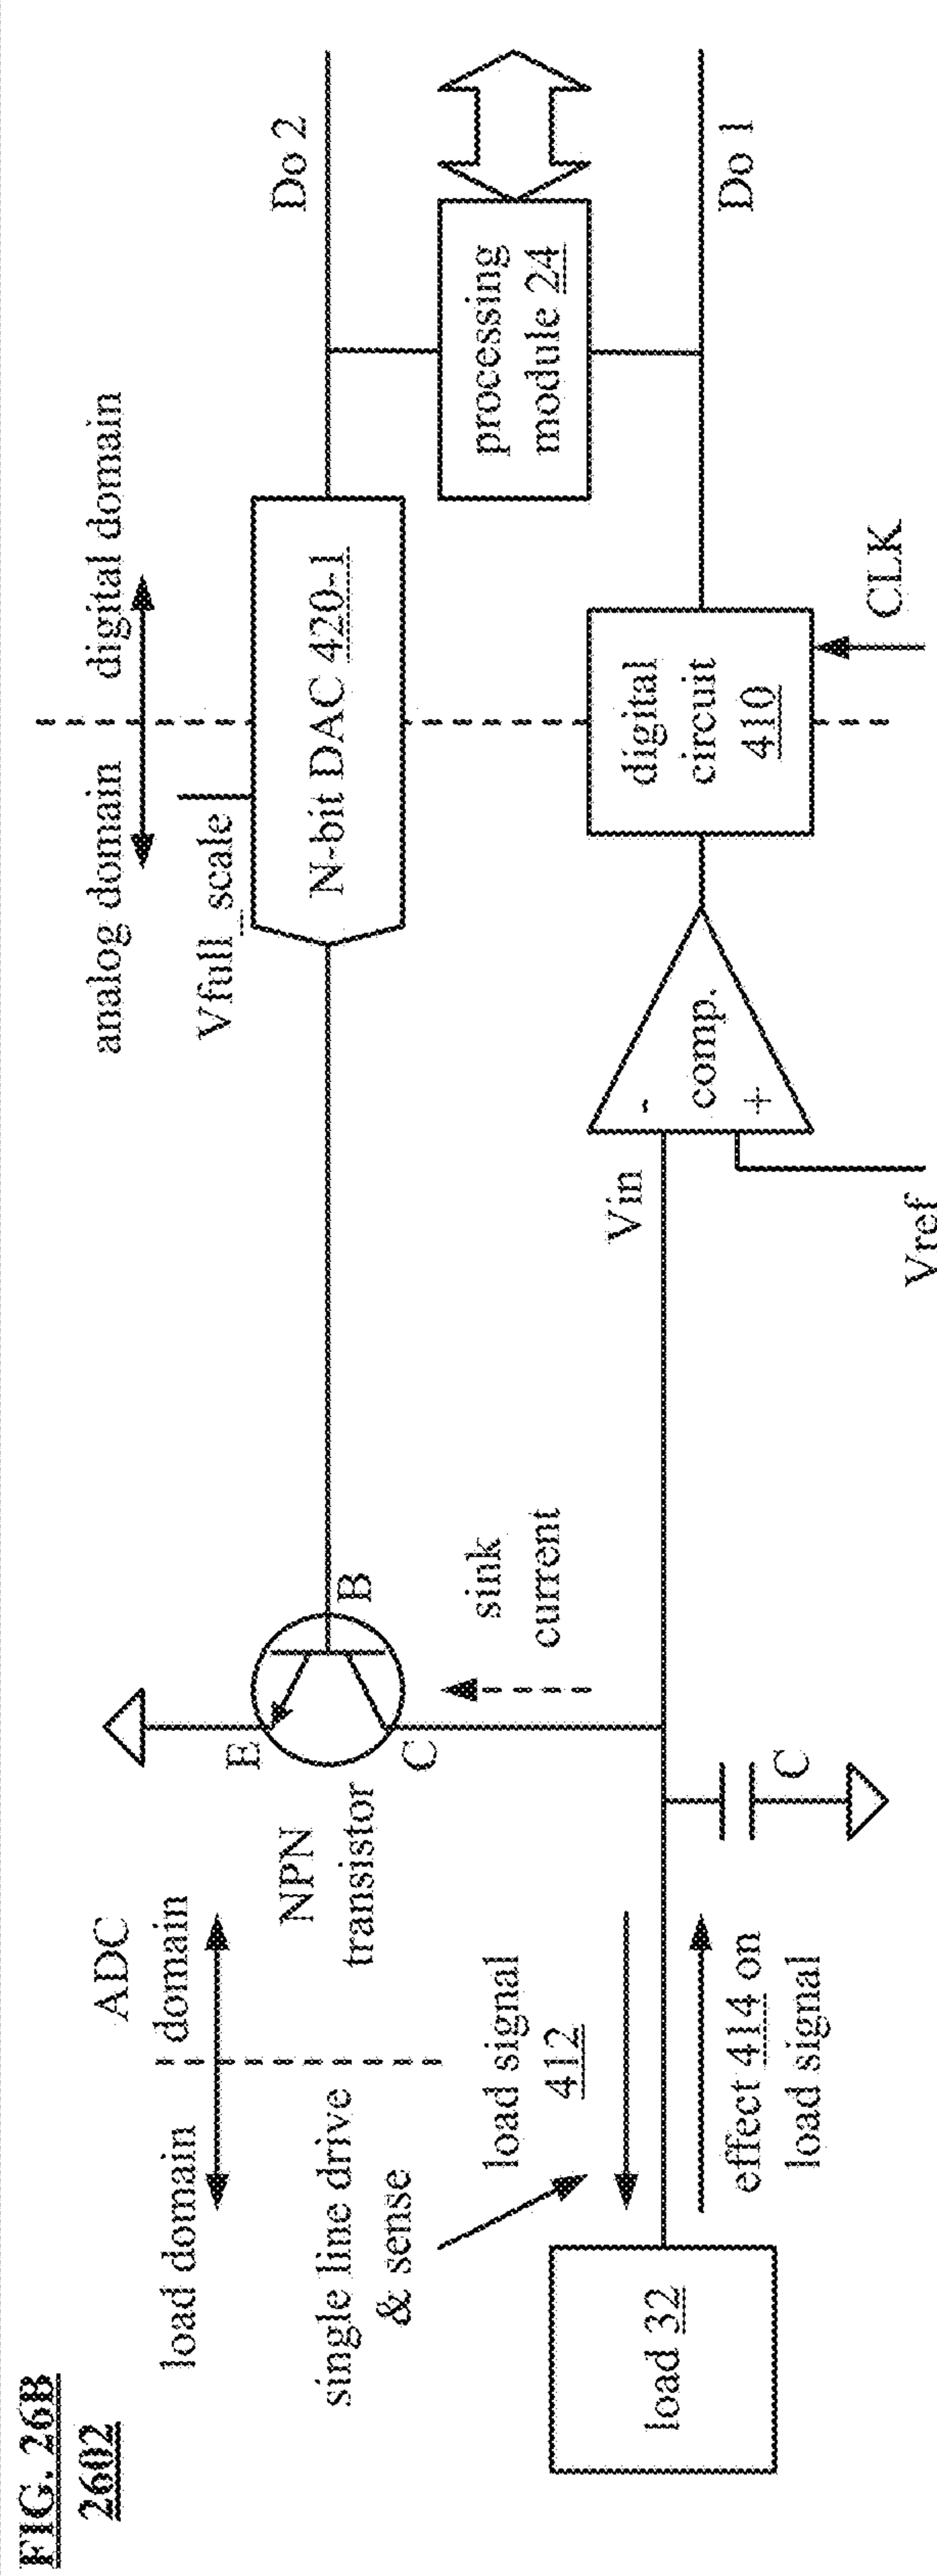 FIG. 26B
2602
load domain
ADC
domain
analog domain
digital domain
single line drive
& sense
NPN
transistor
E
B
C
Vfull_scale
N-bit DAC 420-1
Do 2
load signal
412
sink
current
processing
module 24
load 32
effect 414 on
load signal
C
Vin
-
comp.
+
Vref
digital
circuit
410
CLK
Do 1